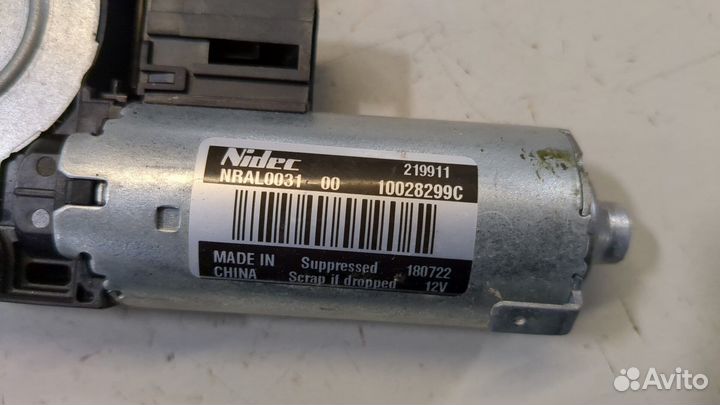 Nidec 219911
NRAL0031-00 10028299C
MADE IN CHINA Suppressed 180722
Scrap if dropped 12V
Avito